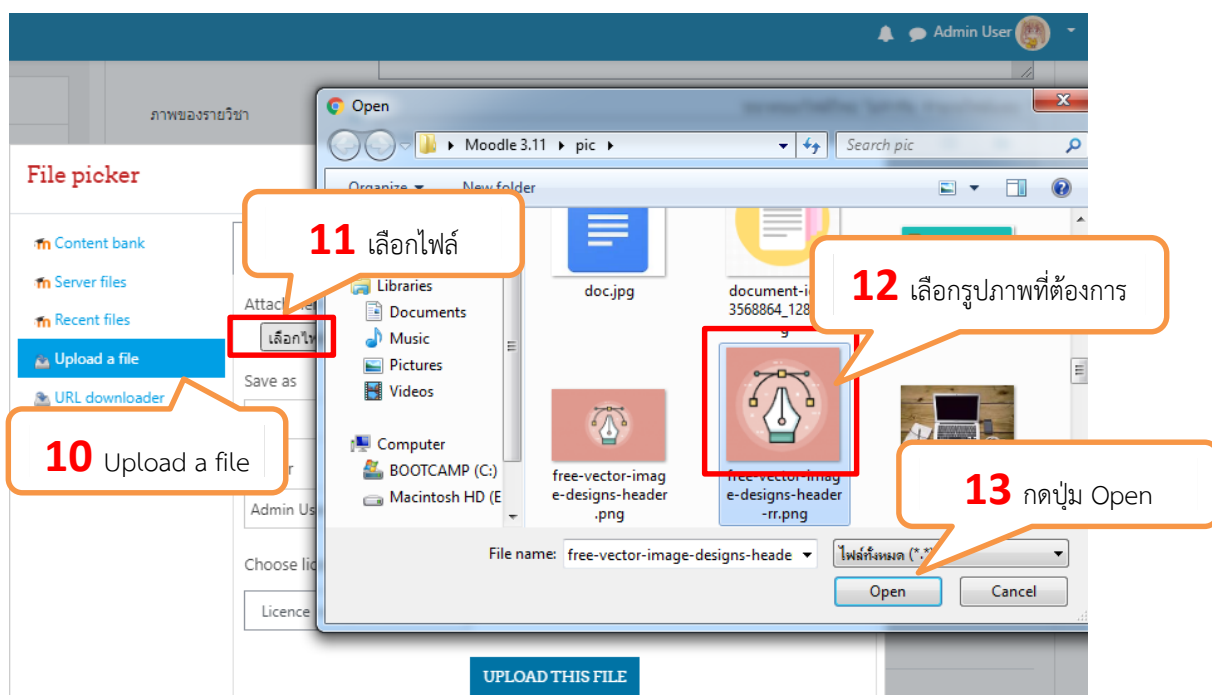 Admin User
ภาพของรายวิชา
Open
Moodle 3.11
pic
Search pic
File picker
Organize
New folder
11 เลือกไฟล์
Content bank
Server files
Recent files
Upload a file
URL downloader
10 Upload a file
Save as
Admin Us
Choose lic
Licence
Libraries
Documents
Music
Pictures
Videos
Computer
BOOTCAMP (C:)
Macintosh HD (E
doc.jpg
3568864_128
12 เลือกรูปภาพที่ต้องการ
free-vector-imag
e-designs-header
.png
free-vector-imag
e-designs-header
-rr.png
13 กดปุ่ม Open
File name:
free-vector-image-designs-heade
ไฟล์ทั้งหมด (*.*)
Open
Cancel
UPLOAD THIS FILE